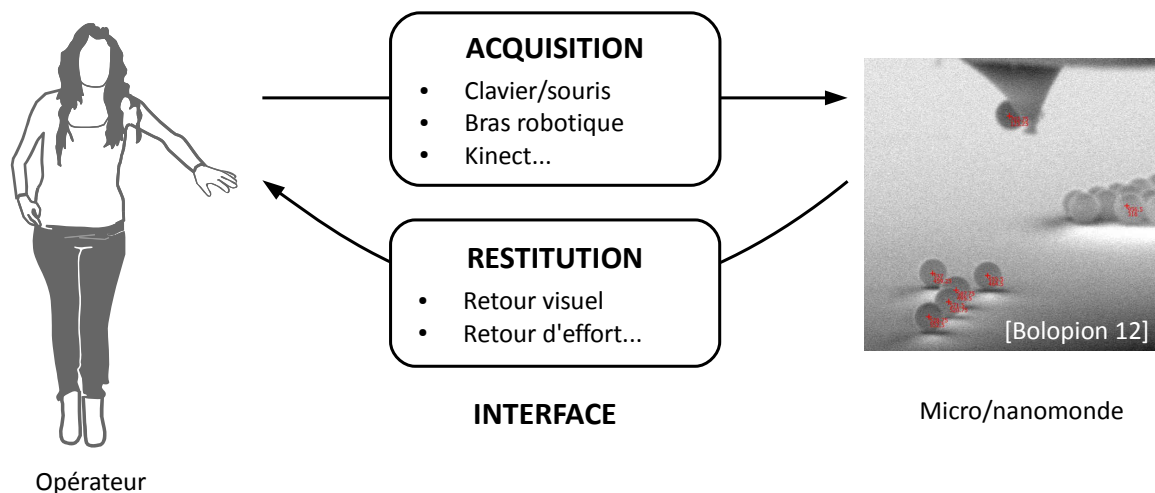 ACQUISITION
• Clavier/souris
• Bras robotique
• Kinect...
RESTITUTION
• Retour visuel
• Retour d'effort...
INTERFACE
[Bolopion 12]
Micro/nanomonde
Opérateur